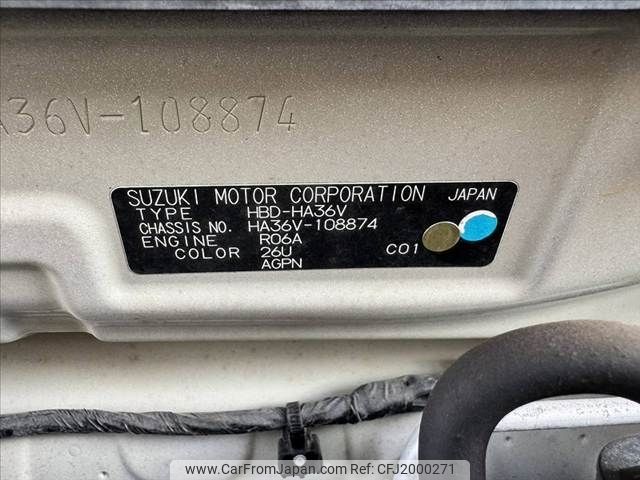 A36V-108874
SUZUKI MOTOR CORPORATION JAPAN
TYPE HBD-HA36V
CHASSIS NO. HA36V-108874
ENGINE R06A
COLOR 26U C01
AGPN
www.CarFromJapan.com Ref: CFJ2000271